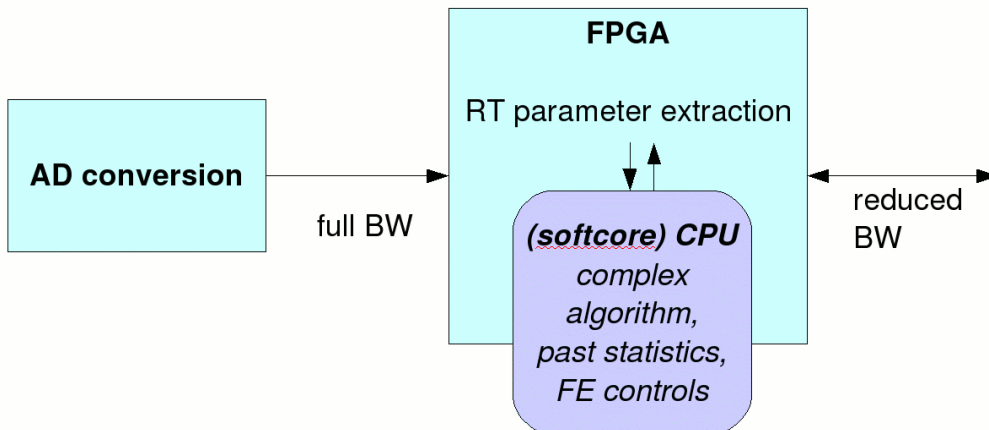 FPGA
RT parameter extraction
AD conversion
full BW
(softcore) CPU
complex
algorithm,
past statistics,
FE controls
reduced
BW